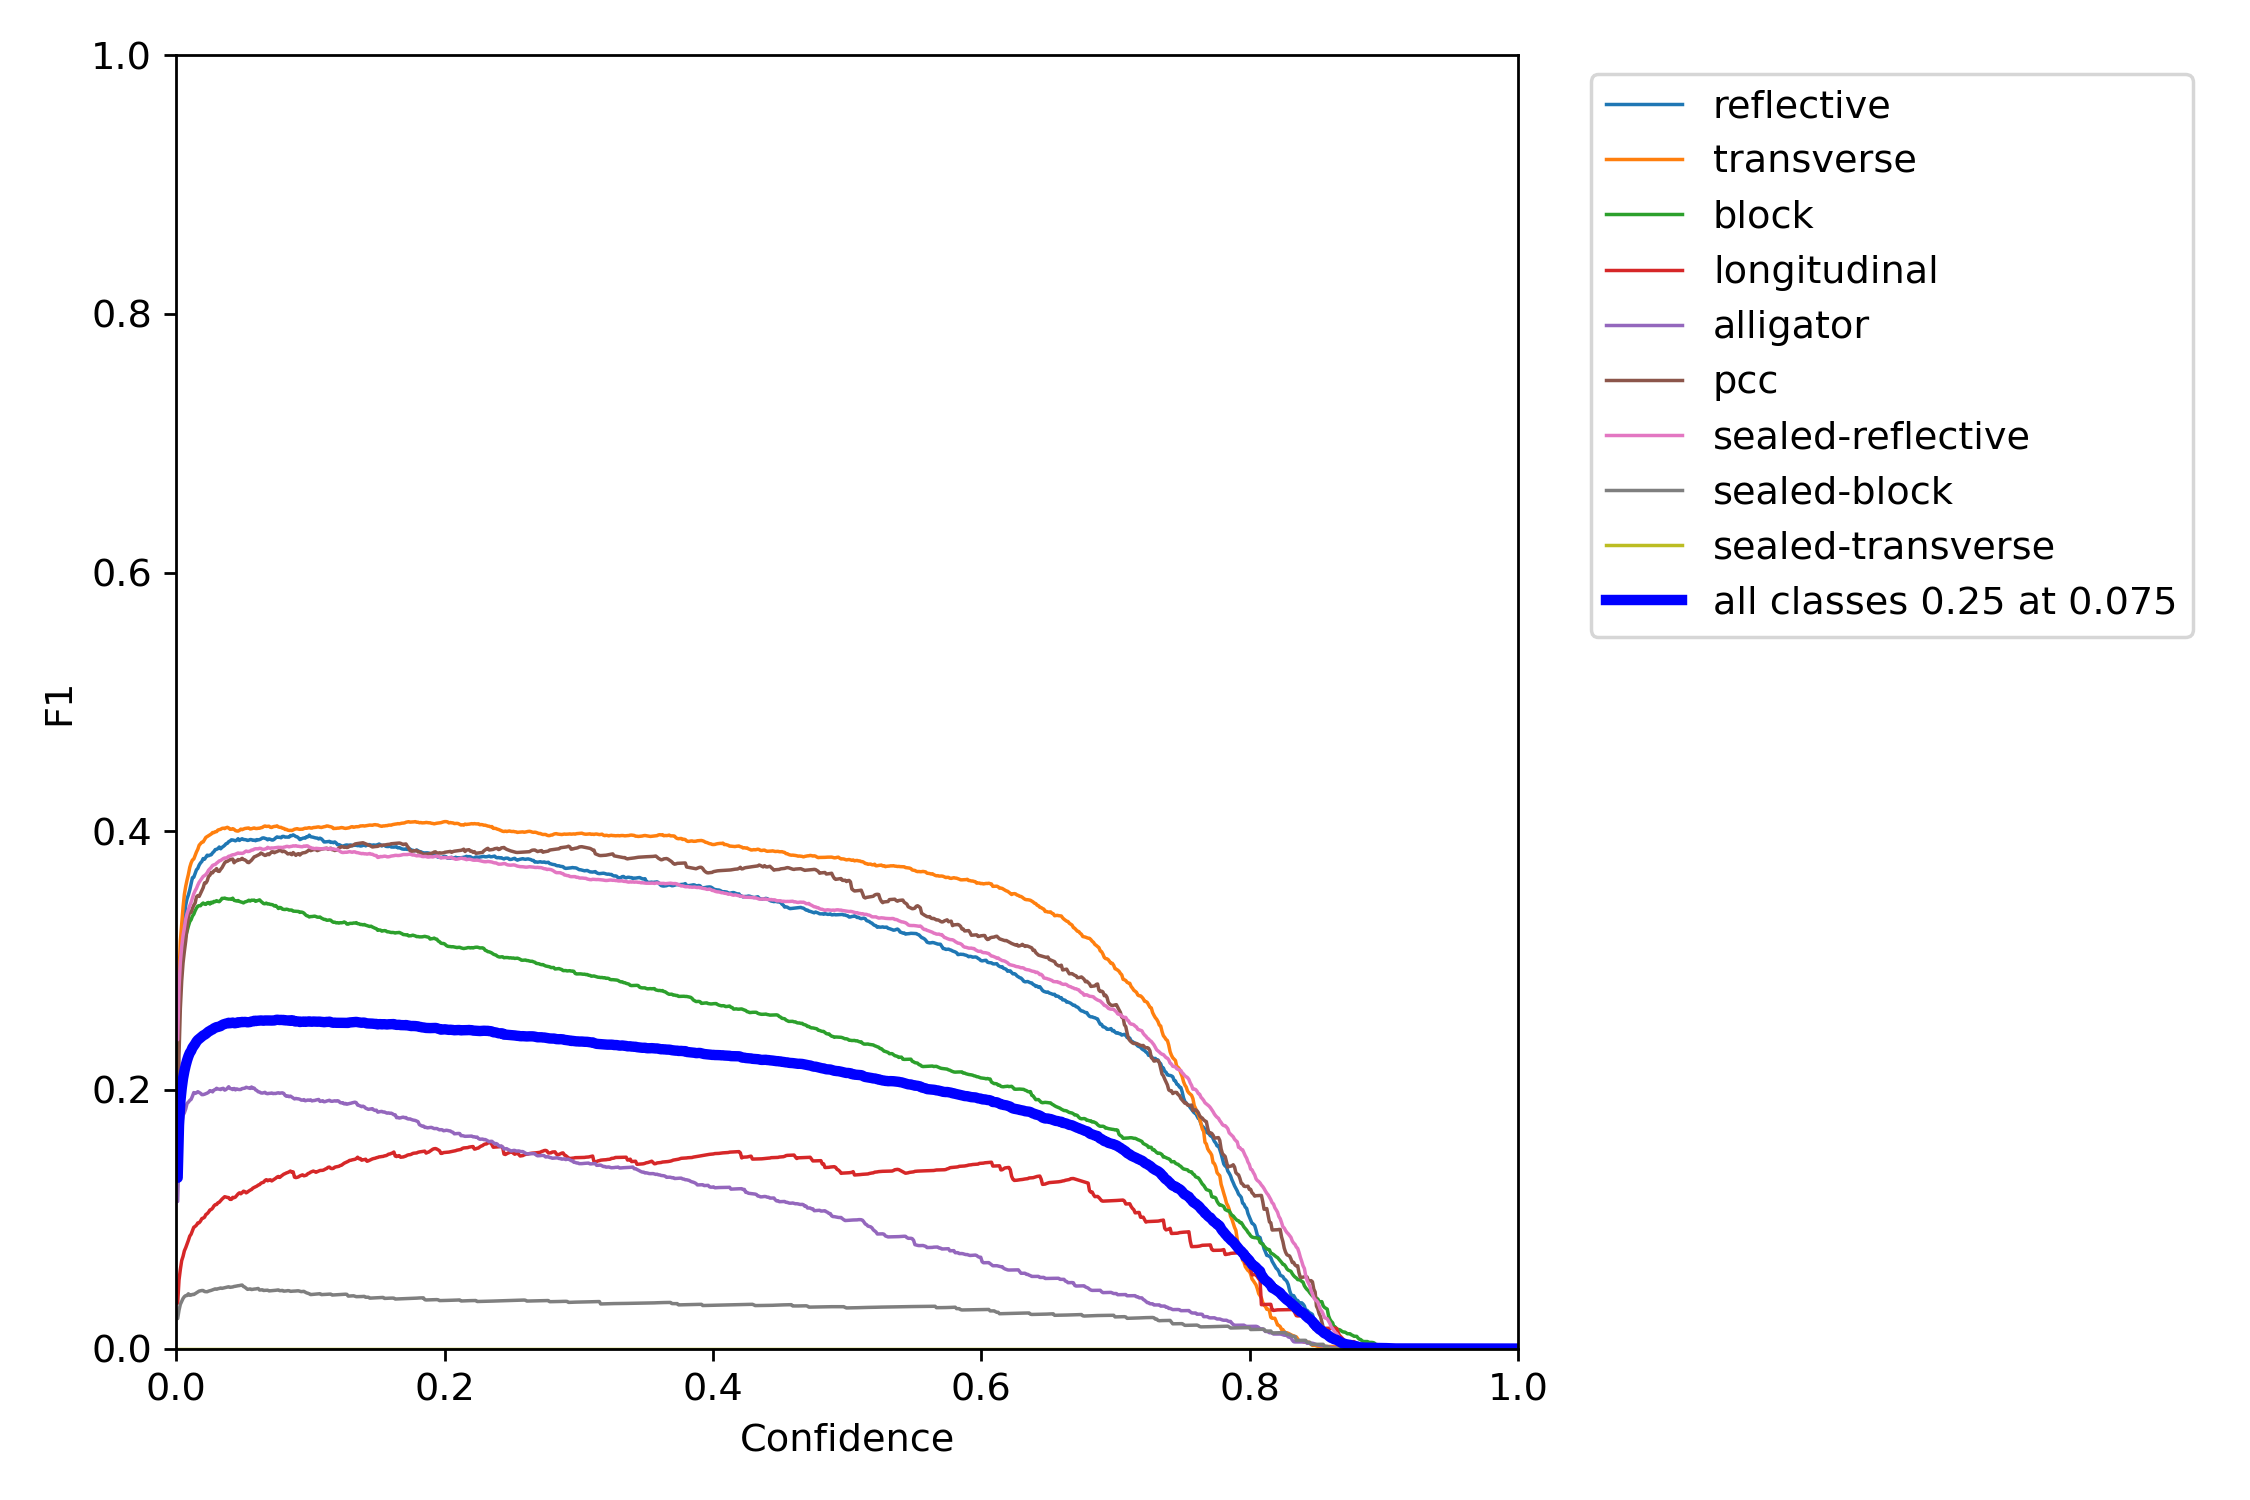 1.0
0.8
0.6
0.4
0.2
0.0
F1
0.0 0.2 0.4 0.6 0.8 1.0
Confidence
reflective
transverse
block
longitudinal
alligator
pcc
sealed-reflective
sealed-block
sealed-transverse
all classes 0.25 at 0.075